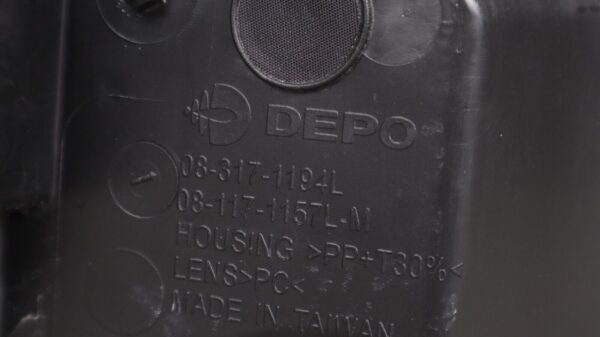 DEPO
08-317-1194L
08-117-1157L-M
HOUSING >PP+T30%<
LENS>PC<
MADE IN TAIWAN